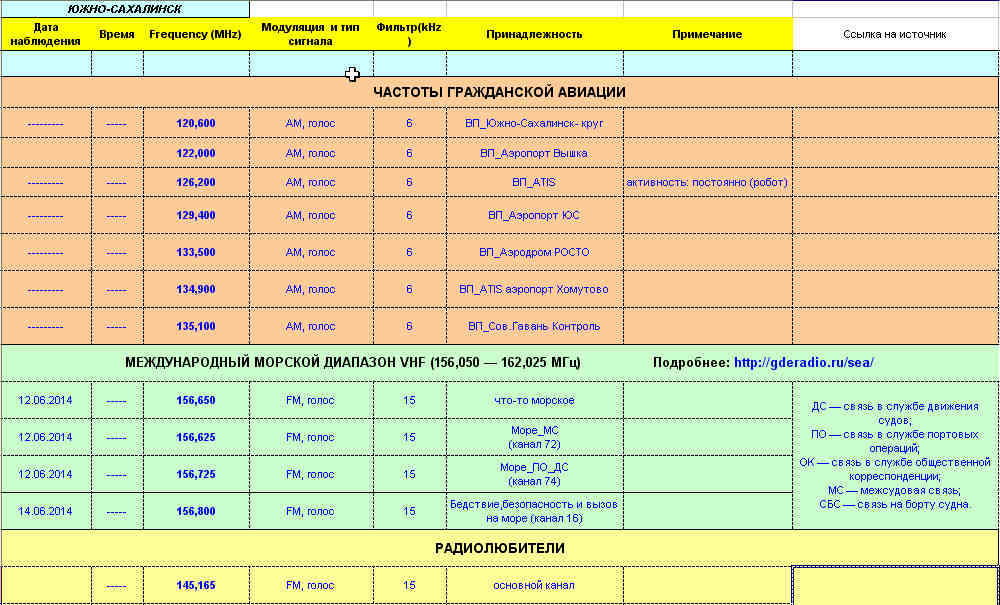 ЮЖНО-САХАЛИНСК
Дата наблюдения Время Frequency (MHz) Модуляция и тип сигнала Фильтр(kHz) Принадлежность Примечание Ссылка на источник
ЧАСТОТЫ ГРАЖДАНСКОЙ АВИАЦИИ
--------- ----- 120,600 AM, голос 6 ВП_Южно-Сахалинск- круг
122,000 AM, голос 6 ВП_Аэропорт Вышка
--------- ----- 126,200 AM, голос 6 ВП_ATIS активность: постоянно (робот)
--------- ----- 129,400 AM, голос 6 ВП_Аэропорт ЮС
--------- ----- 133,500 AM, голос 6 ВП_Аэродром РОСТО
--------- ----- 134,900 AM, голос 6 ВП_ATIS аэропорт Хомутово
--------- ----- 135,100 AM, голос 6 ВП_Сов.Гавань Контроль
МЕЖДУНАРОДНЫЙ МОРСКОЙ ДИАПАЗОН VHF (156,050 — 162,025 МГц) Подробнее: http://gderadio.ru/sea/
12.06.2014 ----- 156,650 FM, голос 15 что-то морское
12.06.2014 ----- 156,625 FM, голос 15 Море_МС (канал 72)
12.06.2014 ----- 156,725 FM, голос 15 Море_ПО_ДС (канал 74)
14.06.2014 ----- 156,800 FM, голос 15 Бедствие,безопасность и вызов на море (канал 16)
ДС — связь в службе движения
судов;
ПО — связь в службе портовых
операций;
ОК — связь в службе общественной
корреспонденции;
МС — межсудовая связь;
СБС — связь на борту судна.
РАДИОЛЮБИТЕЛИ
----- 145,165 FM, голос 15 основной канал